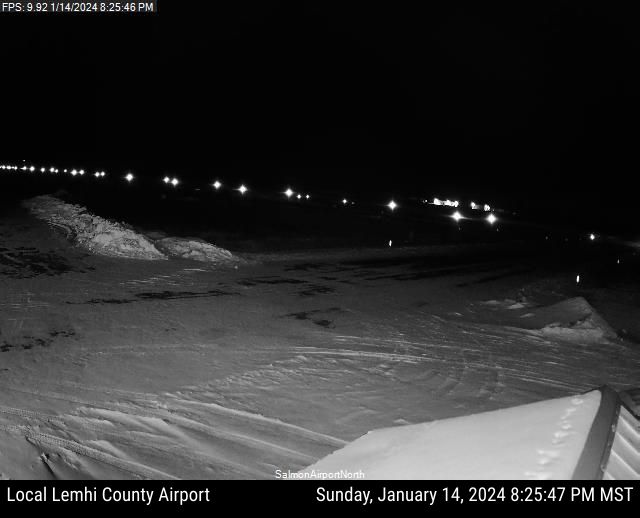 FPS: 9.92 1/14/2024 8:25:46 PM
SalmonAirportNorth
Local Lemhi County Airport
Sunday, January 14, 2024 8:25:47 PM MST